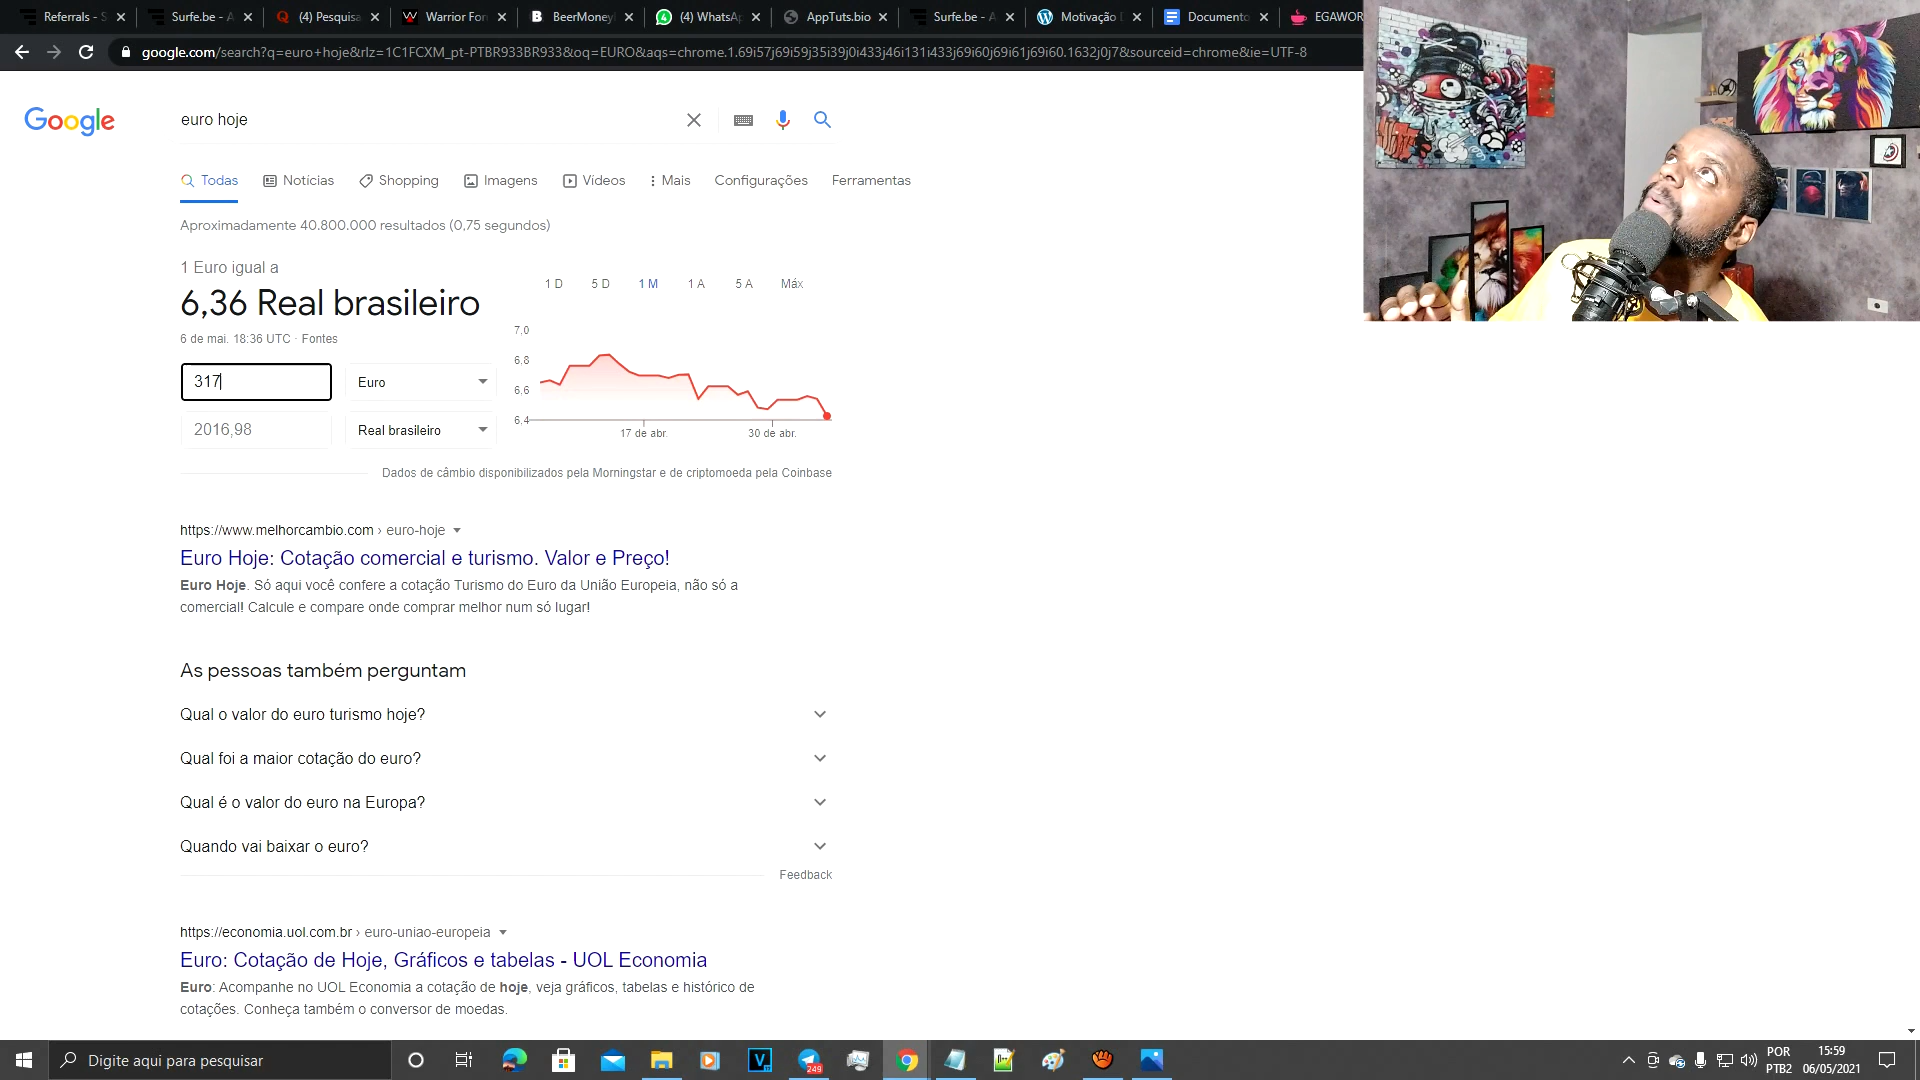 Referrals - S
Surfe.be - A
(4) Pesquisa
Warrior For
BeerMoney
(4) WhatsAp
AppTuts.bio
Surfe.be - A
Motivação D
Documento
EGAWOR
google.com/search?q=euro+hoje&rlz=1C1FCXM_pt-PTBR933BR933&oq=EURO&aqs=chrome.1.69i57j69i59j35i39j0i433j46i131i433j69i60j69i61j69i60.1632j0j7&sourceid=chrome&ie=UTF-8
Google
euro hoje
Todas
Notícias
Shopping
Imagens
Vídeos
Mais
Configurações
Ferramentas
Aproximadamente 40.800.000 resultados (0,75 segundos)
1 Euro igual a
6,36 Real brasileiro
6 de mai. 18:36 UTC · Fontes
317
Euro
2016,98
Real brasileiro
1 D
5 D
1 M
1 A
5 A
Máx
7,0
6,8
6,6
6,4
17 de abr.
30 de abr.
Dados de câmbio disponibilizados pela Morningstar e de criptomoeda pela Coinbase
https://www.melhorcambio.com › euro-hoje
Euro Hoje: Cotação comercial e turismo. Valor e Preço!
Euro Hoje. Só aqui você confere a cotação Turismo do Euro da União Europeia, não só a
comercial! Calcule e compare onde comprar melhor num só lugar!
As pessoas também perguntam
Qual o valor do euro turismo hoje?
Qual foi a maior cotação do euro?
Qual é o valor do euro na Europa?
Quando vai baixar o euro?
Feedback
https://economia.uol.com.br › euro-uniao-europeia
Euro: Cotação de Hoje, Gráficos e tabelas - UOL Economia
Euro: Acompanhe no UOL Economia a cotação de hoje, veja gráficos, tabelas e histórico de
cotações. Conheça também o conversor de moedas.
Digite aqui para pesquisar
249
POR
PTB2
15:59
06/05/2021